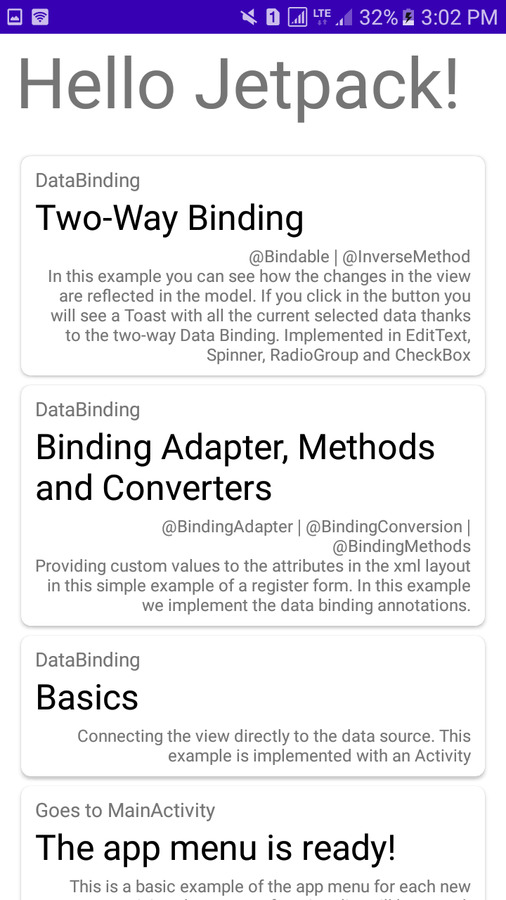 1 LTE 32% 3:02 PM
Hello Jetpack!
DataBinding
Two-Way Binding
@Bindable | @InverseMethod
In this example you can see how the changes in the view
are reflected in the model. If you click in the button you
will see a Toast with all the current selected data thanks
to the two-way Data Binding. Implemented in EditText,
Spinner, RadioGroup and CheckBox
DataBinding
Binding Adapter, Methods
and Converters
@BindingAdapter | @BindingConversion |
@BindingMethods
Providing custom values to the attributes in the xml layout
in this simple example of a register form. In this example
we implement the data binding annotations.
DataBinding
Basics
Connecting the view directly to the data source. This
example is implemented with an Activity
Goes to MainActivity
The app menu is ready!
This is a basic example of the app menu for each new